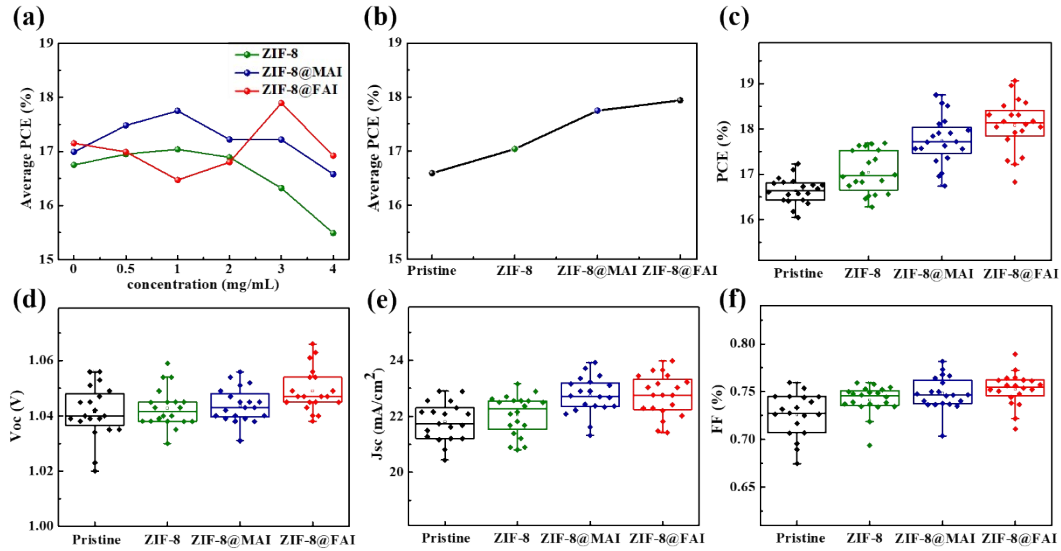 (a)
Average PCE (%)
19
18
17
16
15
ZIF-8
ZIF-8@MAI
ZIF-8@FAI
0
0.5
1
2
3
4
concentration (mg/mL)
(b)
Average PCE (%)
19
18
17
16
15
Pristine
ZIF-8
ZIF-8@MAI
ZIF-8@FAI
(c)
PCE (%)
19
18
17
16
Pristine
ZIF-8
ZIF-8@MAI
ZIF-8@FAI
(d)
Voc (V)
1.06
1.04
1.02
1.00
Pristine
ZIF-8
ZIF-8@MAI
ZIF-8@FAI
(e)
Jsc (mA/cm²)
24
22
20
Pristine
ZIF-8
ZIF-8@MAI
ZIF-8@FAI
(f)
FF (%)
0.80
0.75
0.70
0.65
Pristine
ZIF-8
ZIF-8@MAI
ZIF-8@FAI